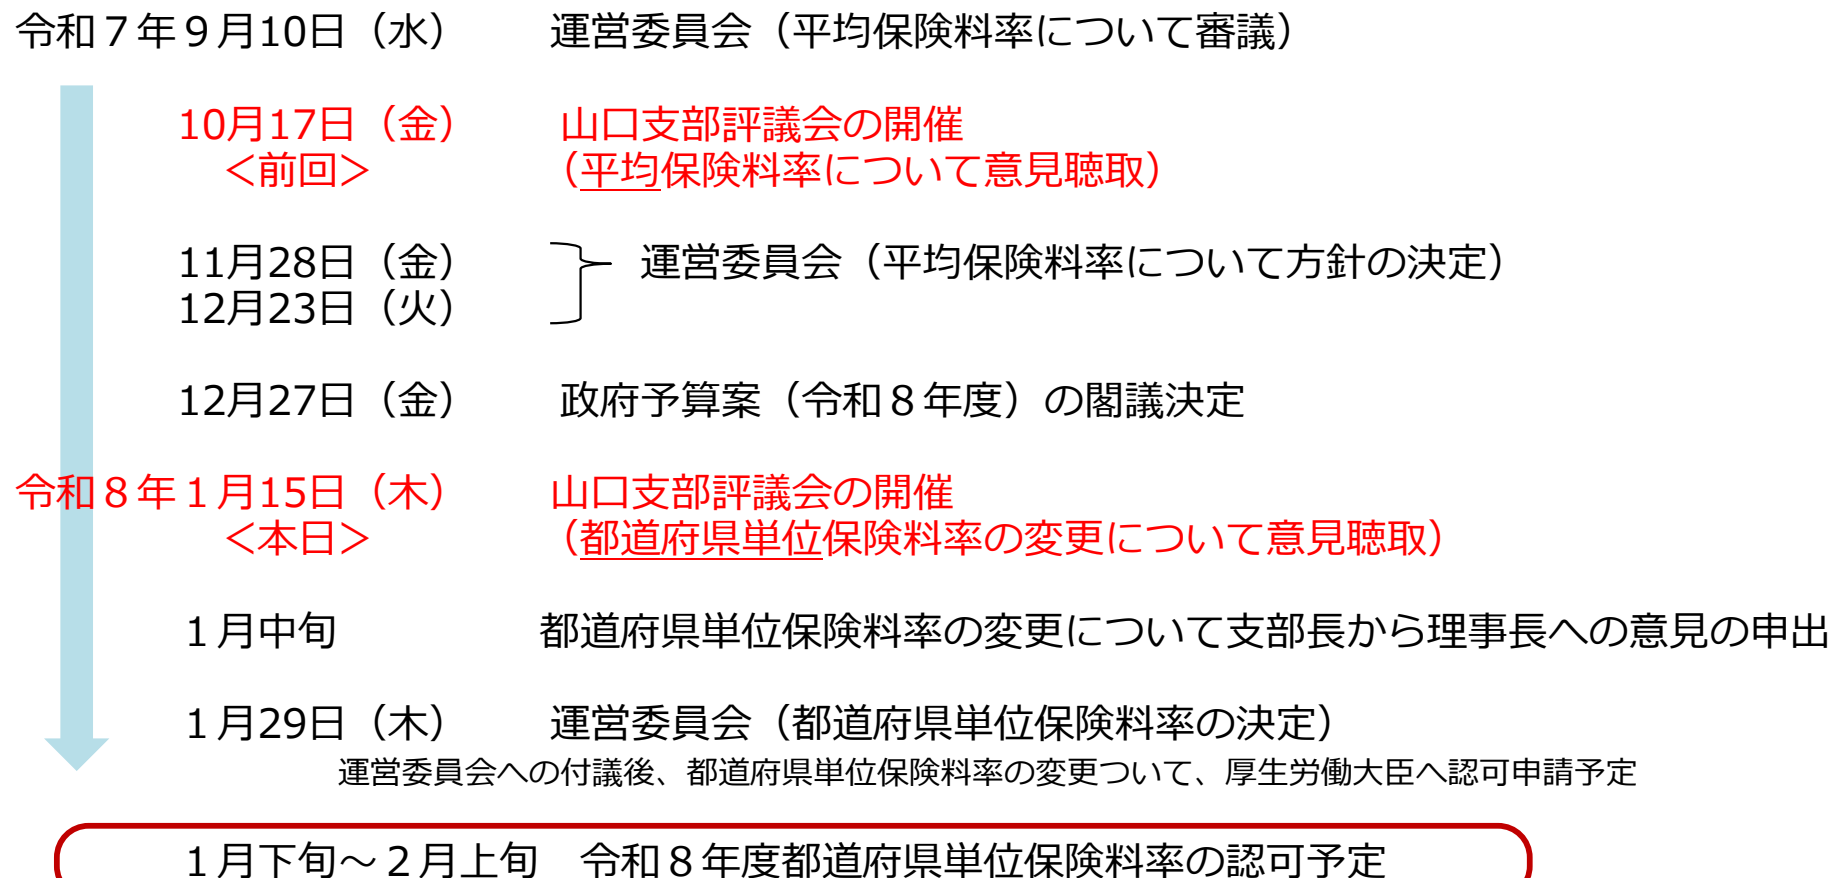 令和７年９月10日（水）　運営委員会（平均保険料率について審議）
10月17日（金）　山口支部評議会の開催
＜前回＞　（平均保険料率について意見聴取）
11月28日（金）　運営委員会（平均保険料率について方針の決定）
12月23日（火）
12月27日（金）　政府予算案（令和８年度）の閣議決定
令和８年１月15日（木）　山口支部評議会の開催
＜本日＞　（都道府県単位保険料率の変更について意見聴取）
１月中旬　都道府県単位保険料率の変更について支部長から理事長への意見の申出
１月29日（木）　運営委員会（都道府県単位保険料率の決定）
運営委員会への付議後、都道府県単位保険料率の変更ついて、厚生労働大臣へ認可申請予定
１月下旬～２月上旬　令和８年度都道府県単位保険料率の認可予定